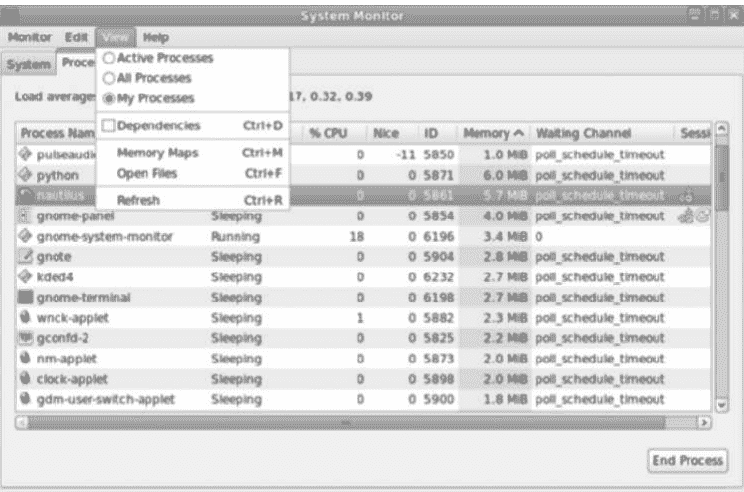 System Monitor
Monitor Edit View Help
System Proce
Active Processes
All Processes
My Processes
Dependencies Ctrl+D
Memory Maps Ctrl+M
Open Files Ctrl+F
Refresh Ctrl+R
Load average 17, 0.32, 0.39
Process Nam % CPU Nice ID Memory Waiting Channel Sessi
pulseaudi 0 -11 5850 1.0 MiB poll_schedule_timeout
python 0 0 5871 6.0 MiB poll_schedule_timeout
nautilus 0 0 5861 5.7 MiB poll_schedule_timeout
gnome-panel Sleeping 0 0 5854 4.0 MiB poll_schedule_timeout
gnome-system-monitor Running 18 0 6196 3.4 MiB 0
gnote Sleeping 0 0 5904 2.8 MiB poll_schedule_timeout
kded4 Sleeping 0 0 6232 2.7 MiB poll_schedule_timeout
gnome-terminal Sleeping 0 0 6198 2.7 MiB poll_schedule_timeout
wnck-applet Sleeping 1 0 5882 2.3 MiB poll_schedule_timeout
gconfd-2 Sleeping 0 0 5825 2.2 MiB poll_schedule_timeout
nm-applet Sleeping 0 0 5873 2.0 MiB poll_schedule_timeout
clock-applet Sleeping 0 0 5898 2.0 MiB poll_schedule_timeout
gdm-user-switch-applet Sleeping 0 0 5900 1.8 MiB poll_schedule_timeout
End Process